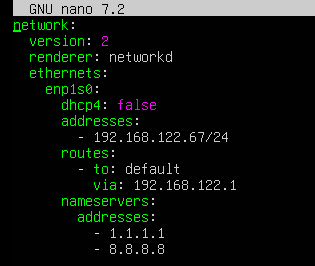 GNU nano 7.2
network:
  version: 2
  renderer: networkd
  ethernets:
    enp1s0:
      dhcp4: false
      addresses:
        - 192.168.122.67/24
      routes:
        - to: default
          via: 192.168.122.1
      nameservers:
        addresses:
          - 1.1.1.1
          - 8.8.8.8